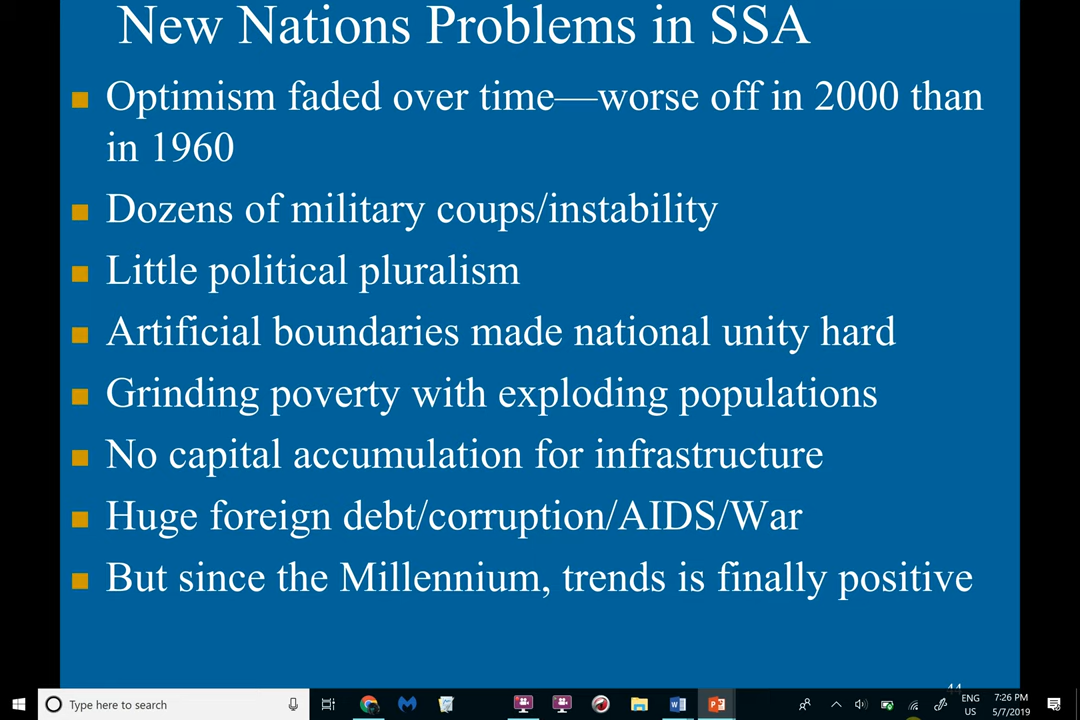 New Nations Problems in SSA
Optimism faded over time—worse off in 2000 than
in 1960
Dozens of military coups/instability
Little political pluralism
Artificial boundaries made national unity hard
Grinding poverty with exploding populations
No capital accumulation for infrastructure
Huge foreign debt/corruption/AIDS/War
But since the Millennium, trends is finally positive
44
Type here to search
ENG
US
7:26 PM
5/7/2019